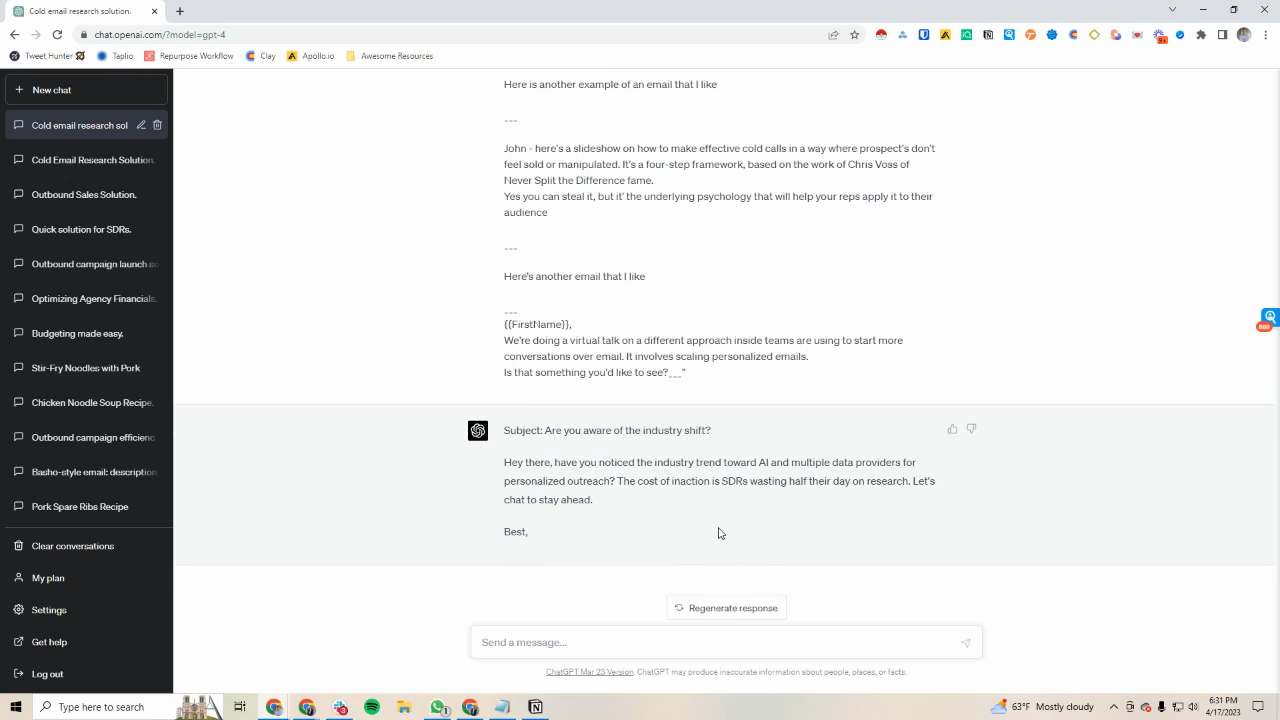 Cold email research solution.
chat.openai.com/?model=gpt-4
Tweet Hunter
Taplio
Repurpose Workflow
Clay
Apollo.io
Awesome Resources
New chat
Cold email research sol
Cold Email Research Solution.
Outbound Sales Solution.
Quick solution for SDRs.
Outbound campaign launch so
Optimizing Agency Financials,
Budgeting made easy.
Stir-Fry Noodles with Pork
Chicken Noodle Soup Recipe.
Outbound campaign efficienc
Basho-style email: description
Pork Spare Ribs Recipe
Clear conversations
My plan
Settings
Get help
Log out
Here is another example of an email that I like
---
John - here's a slideshow on how to make effective cold calls in a way where prospect's don't
feel sold or manipulated. It's a four-step framework, based on the work of Chris Voss of
Never Split the Difference fame.
Yes you can steal it, but it' the underlying psychology that will help your reps apply it to their
audience
---
Here's another email that I like
---
{{FirstName}},
We're doing a virtual talk on a different approach inside teams are using to start more
conversations over email. It involves scaling personalized emails.
Is that something you'd like to see?___"
Subject: Are you aware of the industry shift?
Hey there, have you noticed the industry trend toward AI and multiple data providers for
personalized outreach? The cost of inaction is SDRs wasting half their day on research. Let's
chat to stay ahead.
Best,
Regenerate response
Send a message...
ChatGPT Mar 23 Version. ChatGPT may produce inaccurate information about people, places, or facts.
Type here to search
63°F Mostly cloudy
6:31 PM
4/17/2023